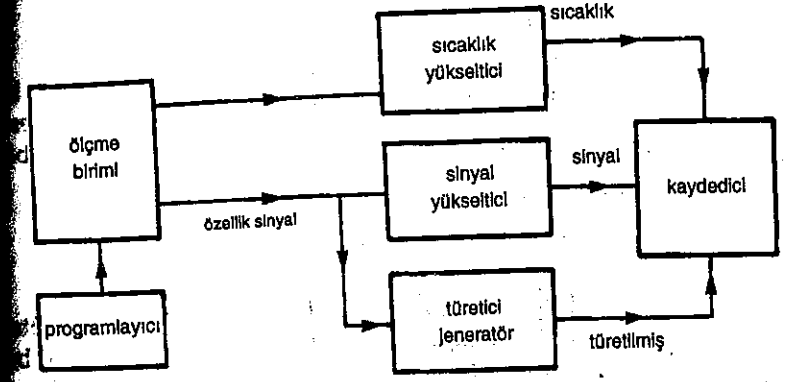 sıcaklık
sıcaklık
yükseltici
ölçme
birimi
sinyal
sinyal
yükseltici
kaydedici
özellik sinyal
programlayıcı
türetici
jeneratör
türetilmiş